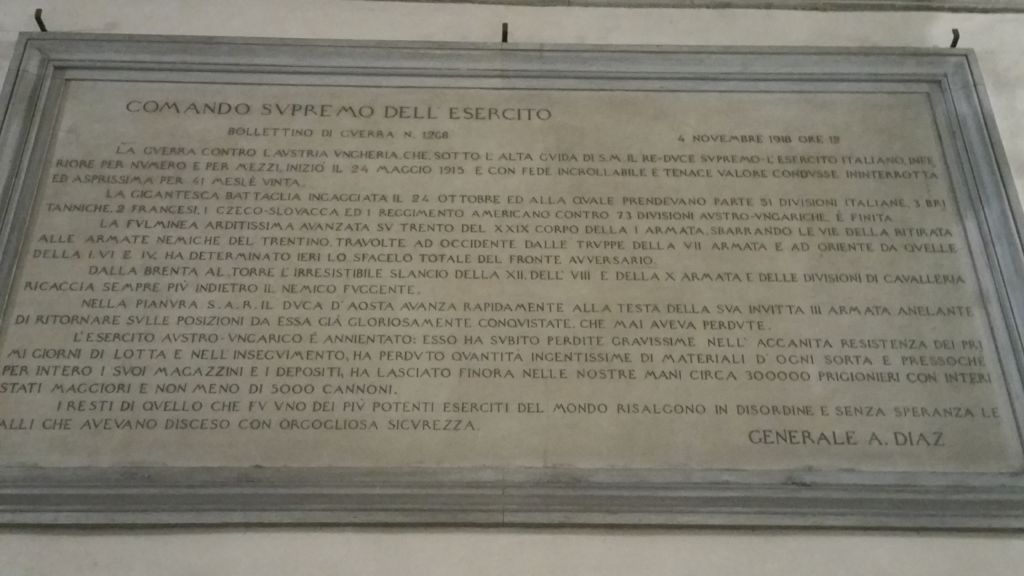 COMANDO SVPREMO DELL' ESERCITO
BOLLETTINO DI GVERRA N. 1268 4 NOVEMBRE 1918 ORE 12
LA GVERRA CONTRO L'AVSTRIA VNGHERIA, CHE, SOTTO L'ALTA GVIDA DI S.M. IL RE-DVCE SVPREMO-L'ESERCITO ITALIANO, INFE
RIORE PER NVMERO E PER MEZZI, INIZIÒ IL 24 MAGGIO 1915 E CON FEDE INCROLLABILE E TENACE VALORE CONDVSSE ININTERROTTA
ED ASPRISSIMA PER 41 MESI, È VINTA.
LA GIGANTESCA BATTAGLIA INGAGGIATA IL 24 OTTOBRE ED ALLA QVALE PRENDEVANO PARTE 51 DIVISIONI ITALIANE, 3 BRI
TANNICHE, 2 FRANCESI, 1 CZECO-SLOVACCA ED 1 REGGIMENTO AMERICANO CONTRO 73 DIVISIONI AVSTRO-VNGARICHE, È FINITA.
LA FVLMINEA ARDITISSIMA AVANZATA SV TRENTO DEL XXIX CORPO DELLA I ARMATA, SBARRANDO LE VIE DELLA RITIRATA
ALLE ARMATE NEMICHE DEL TRENTINO, TRAVOLTE AD OCCIDENTE DALLE TRVPPE DELLA VII ARMATA E AD ORIENTE DA QVELLE
DELLA I, VI E IV, HA DETERMINATO IERI LO SFACELO TOTALE DEL FRONTE AVVERSARIO.
DALLA BRENTA AL TORRE L'IRRESISTIBILE SLANCIO DELLA XII, DELL' VIII E DELLA X ARMATA E DELLE DIVISIONI DI CAVALLERIA
RICACCIA SEMPRE PIÙ INDIETRO IL NEMICO FVGGENTE.
NELLA PIANVRA S.A.R. IL DVCA D'AOSTA AVANZA RAPIDAMENTE ALLA TESTA DELLA SVA INVITTA III ARMATA ANELANTE
DI RITORNARE SVLLE POSIZIONI DA ESSA GIÀ GLORIOSAMENTE CONQVISTATE, CHE MAI AVEVA PERDVTE.
L'ESERCITO AVSTRO-VNGARICO È ANNIENTATO: ESSO HA SVBITO PERDITE GRAVISSIME NELL' ACCANITA RESISTENZA DEI PRI
MI GIORNI DI LOTTA E NELL'INSEGVIMENTO, HA PERDVTO QVANTITÀ INGENTISSIME DI MATERIALI D'OGNI SORTA E PRESSOCHE
PER INTERO I SVOI MAGAZZINI E I DEPOSITI, HA LASCIATO FINORA NELLE NOSTRE MANI CIRCA 300000 PRIGIONIERI CON INTERI
STATI MAGGIORI E NON MENO DI 5000 CANNONI.
I RESTI DI QVELLO CHE FV VNO DEI PIÙ POTENTI ESERCITI DEL MONDO RISALGONO IN DISORDINE E SENZA SPERANZA LE
ALLI CHE AVEVANO DISCESO CON ORGOGLIOSA SICVREZZA.
GENERALE A. DIAZ